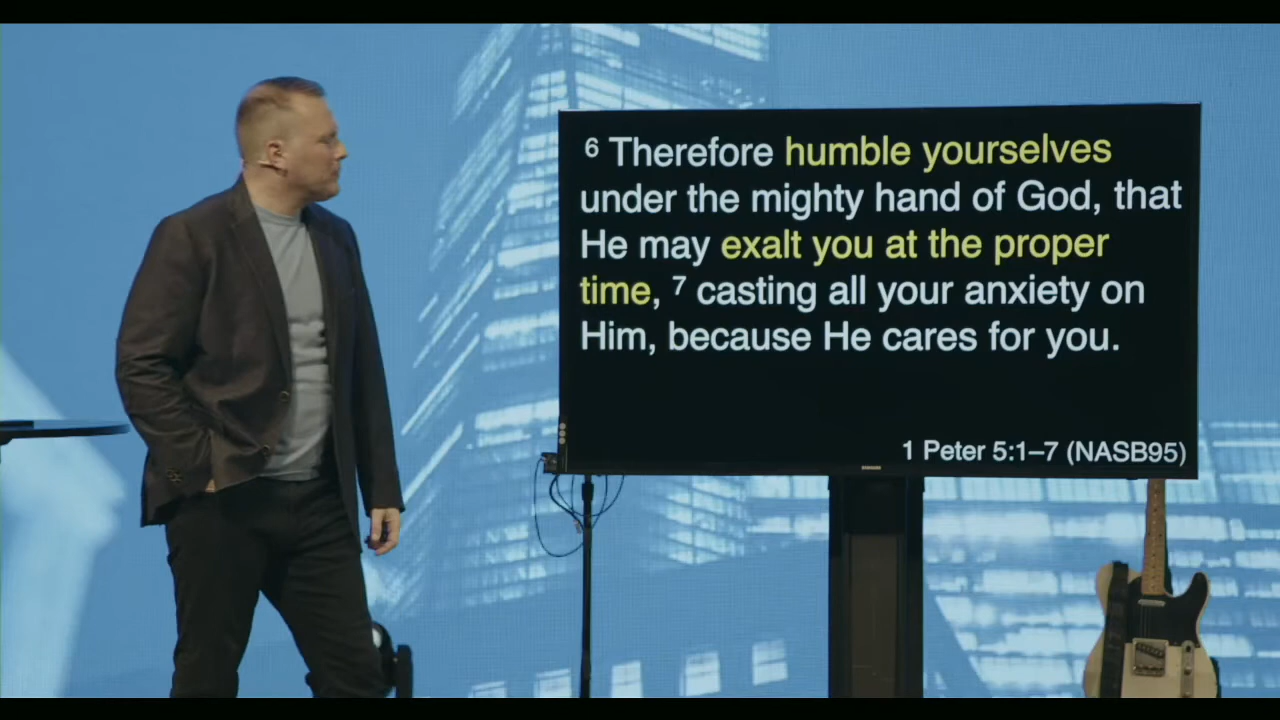 ⁶ Therefore humble yourselves
under the mighty hand of God, that
He may exalt you at the proper
time, ⁷ casting all your anxiety on
Him, because He cares for you.
1 Peter 5:1–7 (NASB95)